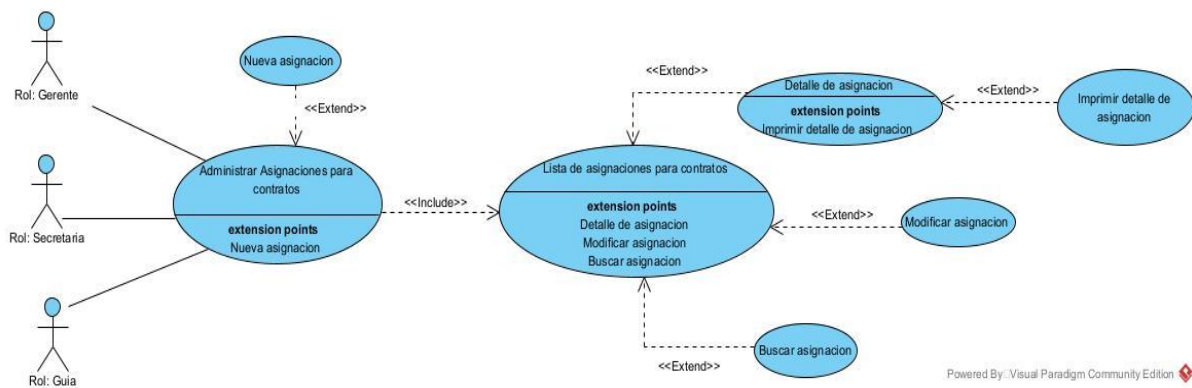 Rol: Gerente
Nueva asignacion
<<Extend>>
Administrar Asignaciones para
contratos
extension points
Nueva asignacion
Rol: Secretaria
Rol: Guia
<<Include>>
Lista de asignaciones para contratos
extension points
Detalle de asignacion
Modificar asignacion
Buscar asignacion
<<Extend>>
Detalle de asignacion
extension points
Imprimir detalle de asignacion
<<Extend>>
Imprimir detalle de
asignacion
<<Extend>>
Modificar asignacion
<<Extend>>
Buscar asignacion
Powered By Visual Paradigm Community Edition